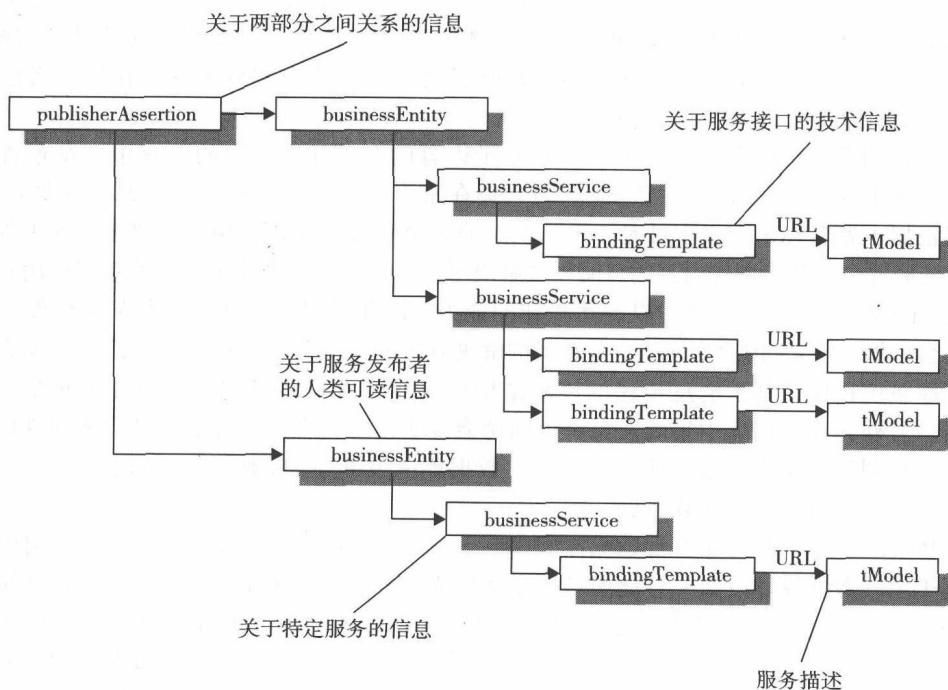 关于两部分之间关系的信息
publisherAssertion
businessEntity
关于服务接口的技术信息
businessService
bindingTemplate
URL
tModel
businessService
关于服务发布者
的人类可读信息
bindingTemplate
URL
tModel
bindingTemplate
URL
tModel
businessEntity
businessService
bindingTemplate
URL
tModel
关于特定服务的信息
服务描述